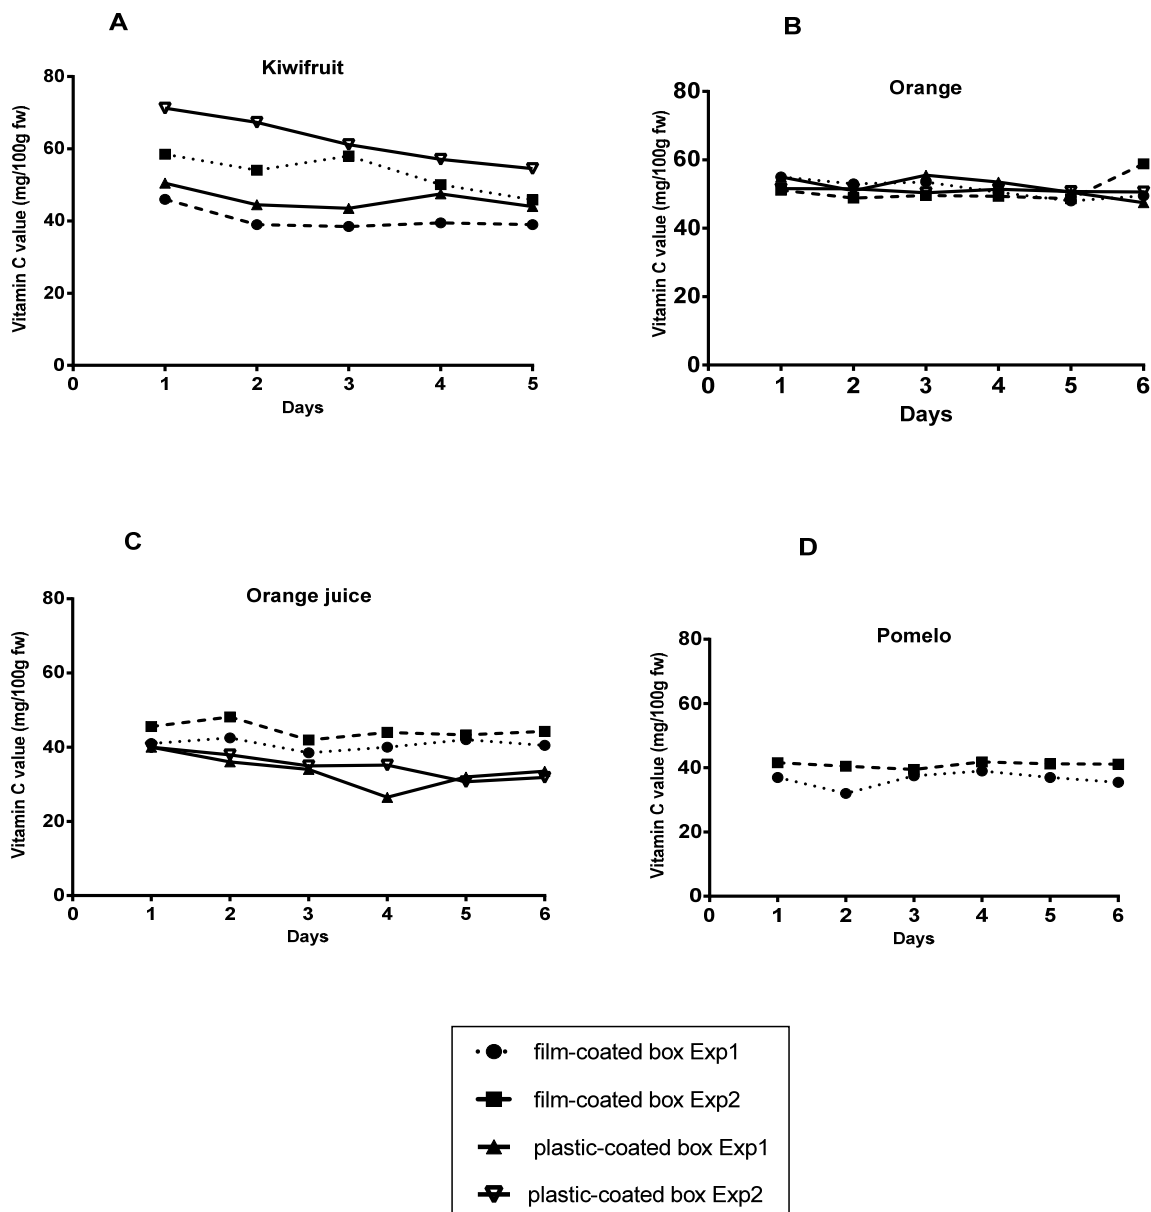 A
Kiwifruit
Vitamin C value (mg/100g fw)
80
60
40
20
0
0 1 2 3 4 5
Days
B
Orange
Vitamin C value (mg/100g fw)
80
60
40
20
0
0 1 2 3 4 5 6
Days
C
Orange juice
Vitamin C value (mg/100g fw)
80
60
40
20
0
0 1 2 3 4 5 6
Days
D
Pomelo
Vitamin C value (mg/100g fw)
80
60
40
20
0
0 1 2 3 4 5 6
Days
film-coated box Exp1
film-coated box Exp2
plastic-coated box Exp1
plastic-coated box Exp2